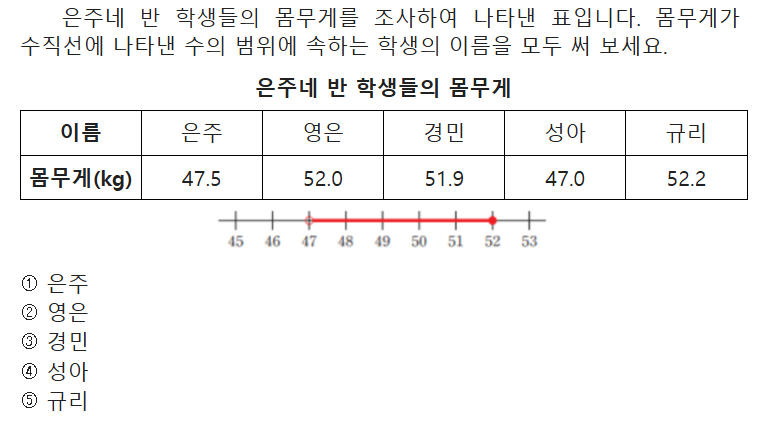 은주네 반 학생들의 몸무게를 조사하여 나타낸 표입니다. 몸무게가
수직선에 나타낸 수의 범위에 속하는 학생의 이름을 모두 써 보세요.
은주네 반 학생들의 몸무게
이름 은주 영은 경민 성아 규리
몸무게(kg) 47.5 52.0 51.9 47.0 52.2
45 46 47 48 49 50 51 52 53
① 은주
② 영은
③ 경민
④ 성아
⑤ 규리